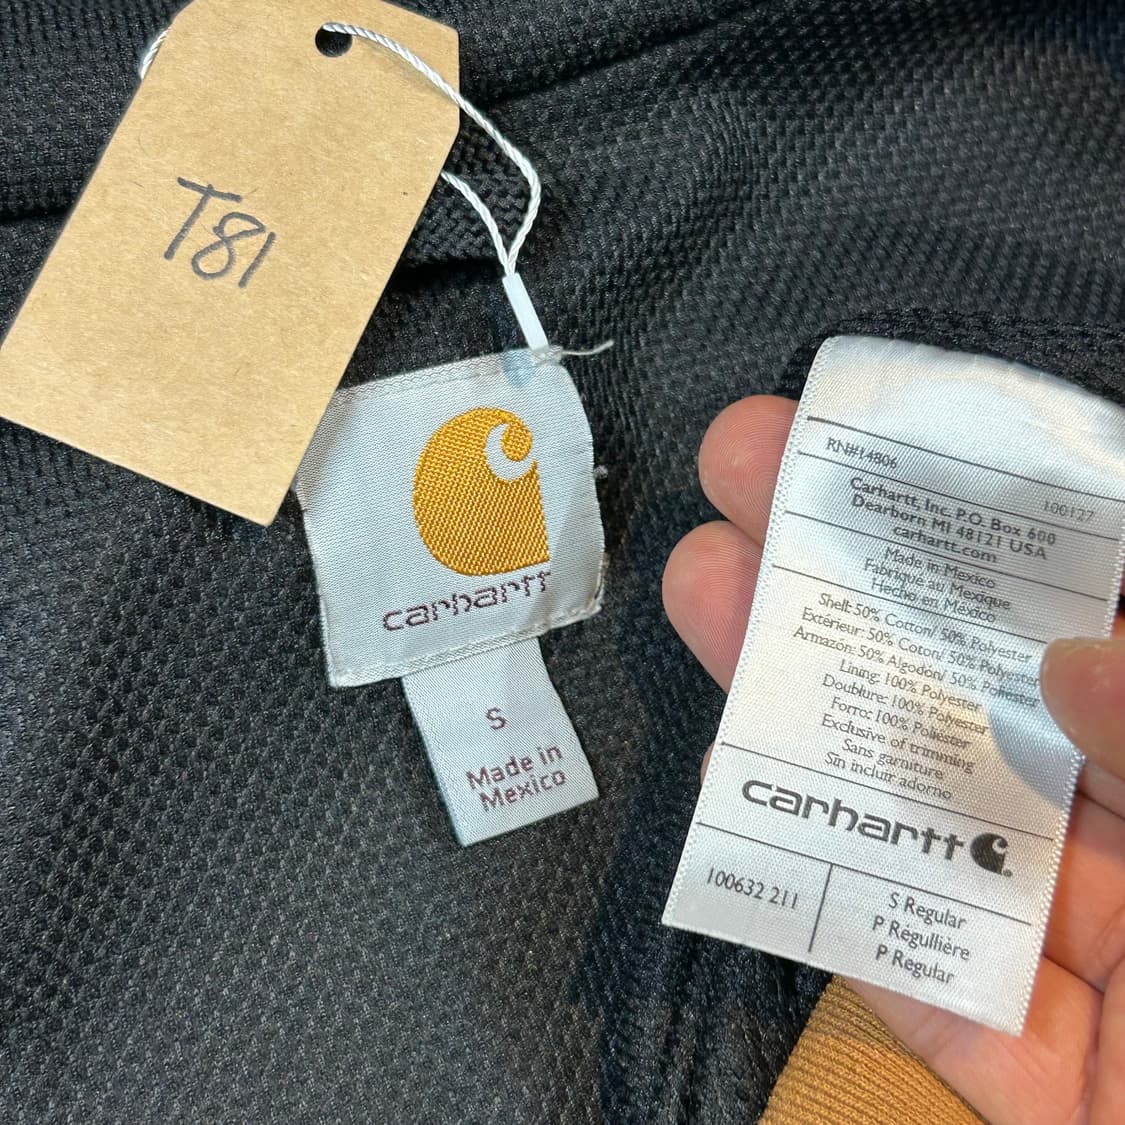 T81
carhartt
S
Made in
Mexico
RN#14806
100127
Carhartt, Inc. P.O. Box 600
Dearborn MI 48121 USA
carhartt.com
Made in Mexico
Fabriqué au Mexique
Hecho en México
Shell: 50% Cotton/ 50% Polyester
Extérieur: 50% Coton/ 50% Polyester
Armazón: 50% Algodón/ 50% Poliester
Lining: 100% Polyester
Doublure: 100% Polyester
Forro: 100% Poliester
Exclusive of trimming
Sans garniture
Sin incluir adorno
carhartt
100632 211
S Regular
P Régullière
P Regular